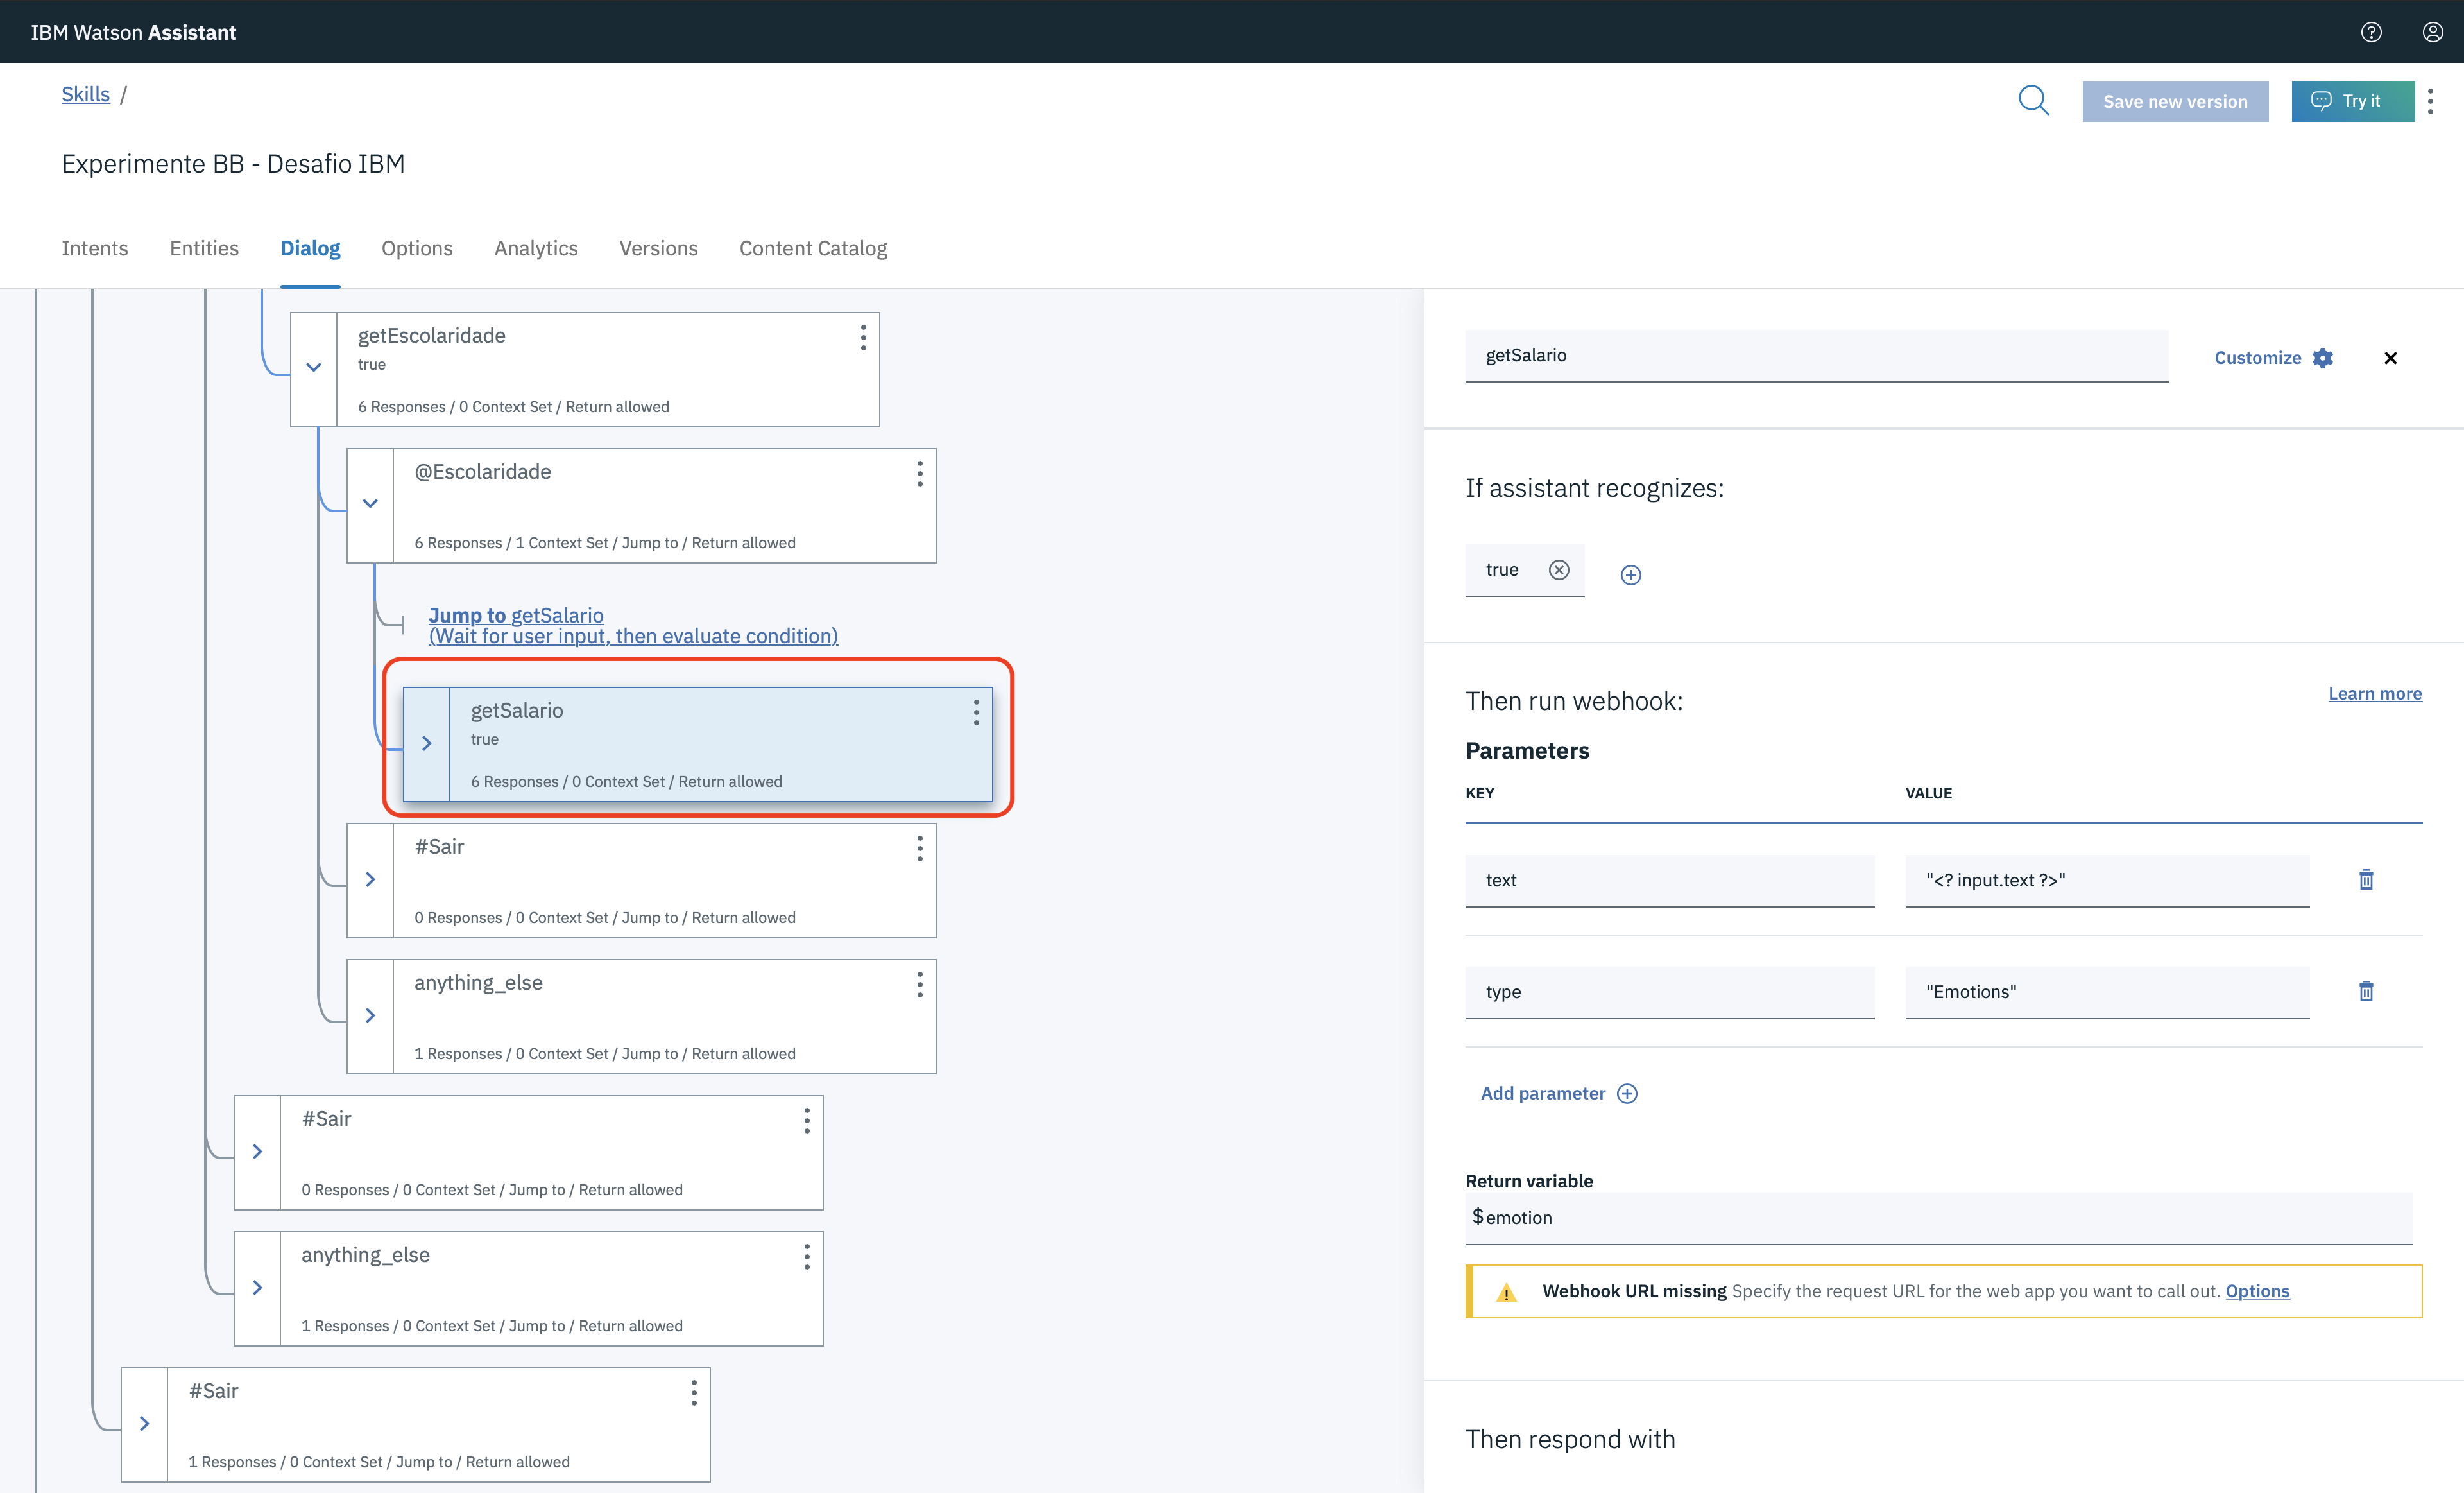 IBM Watson Assistant
Skills /
Save new version
Try it
Experimente BB - Desafio IBM
Intents Entities Dialog Options Analytics Versions Content Catalog
getEscolaridade
true
6 Responses / 0 Context Set / Return allowed
@Escolaridade
6 Responses / 1 Context Set / Jump to / Return allowed
Jump to getSalario
(Wait for user input, then evaluate condition)
getSalario
true
6 Responses / 0 Context Set / Return allowed
#Sair
0 Responses / 0 Context Set / Jump to / Return allowed
anything_else
1 Responses / 0 Context Set / Jump to / Return allowed
#Sair
0 Responses / 0 Context Set / Jump to / Return allowed
anything_else
1 Responses / 0 Context Set / Jump to / Return allowed
#Sair
1 Responses / 0 Context Set / Jump to / Return allowed
getSalario
Customize
If assistant recognizes:
true
Then run webhook:
Learn more
Parameters
KEY VALUE
text "<? input.text ?>"
type "Emotions"
Add parameter
Return variable
$ emotion
Webhook URL missing Specify the request URL for the web app you want to call out. Options
Then respond with